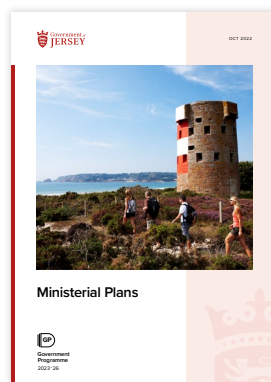 Government of
JERSEY
OCT 2022
Ministerial Plans
GP
Government
Programme
2023-26